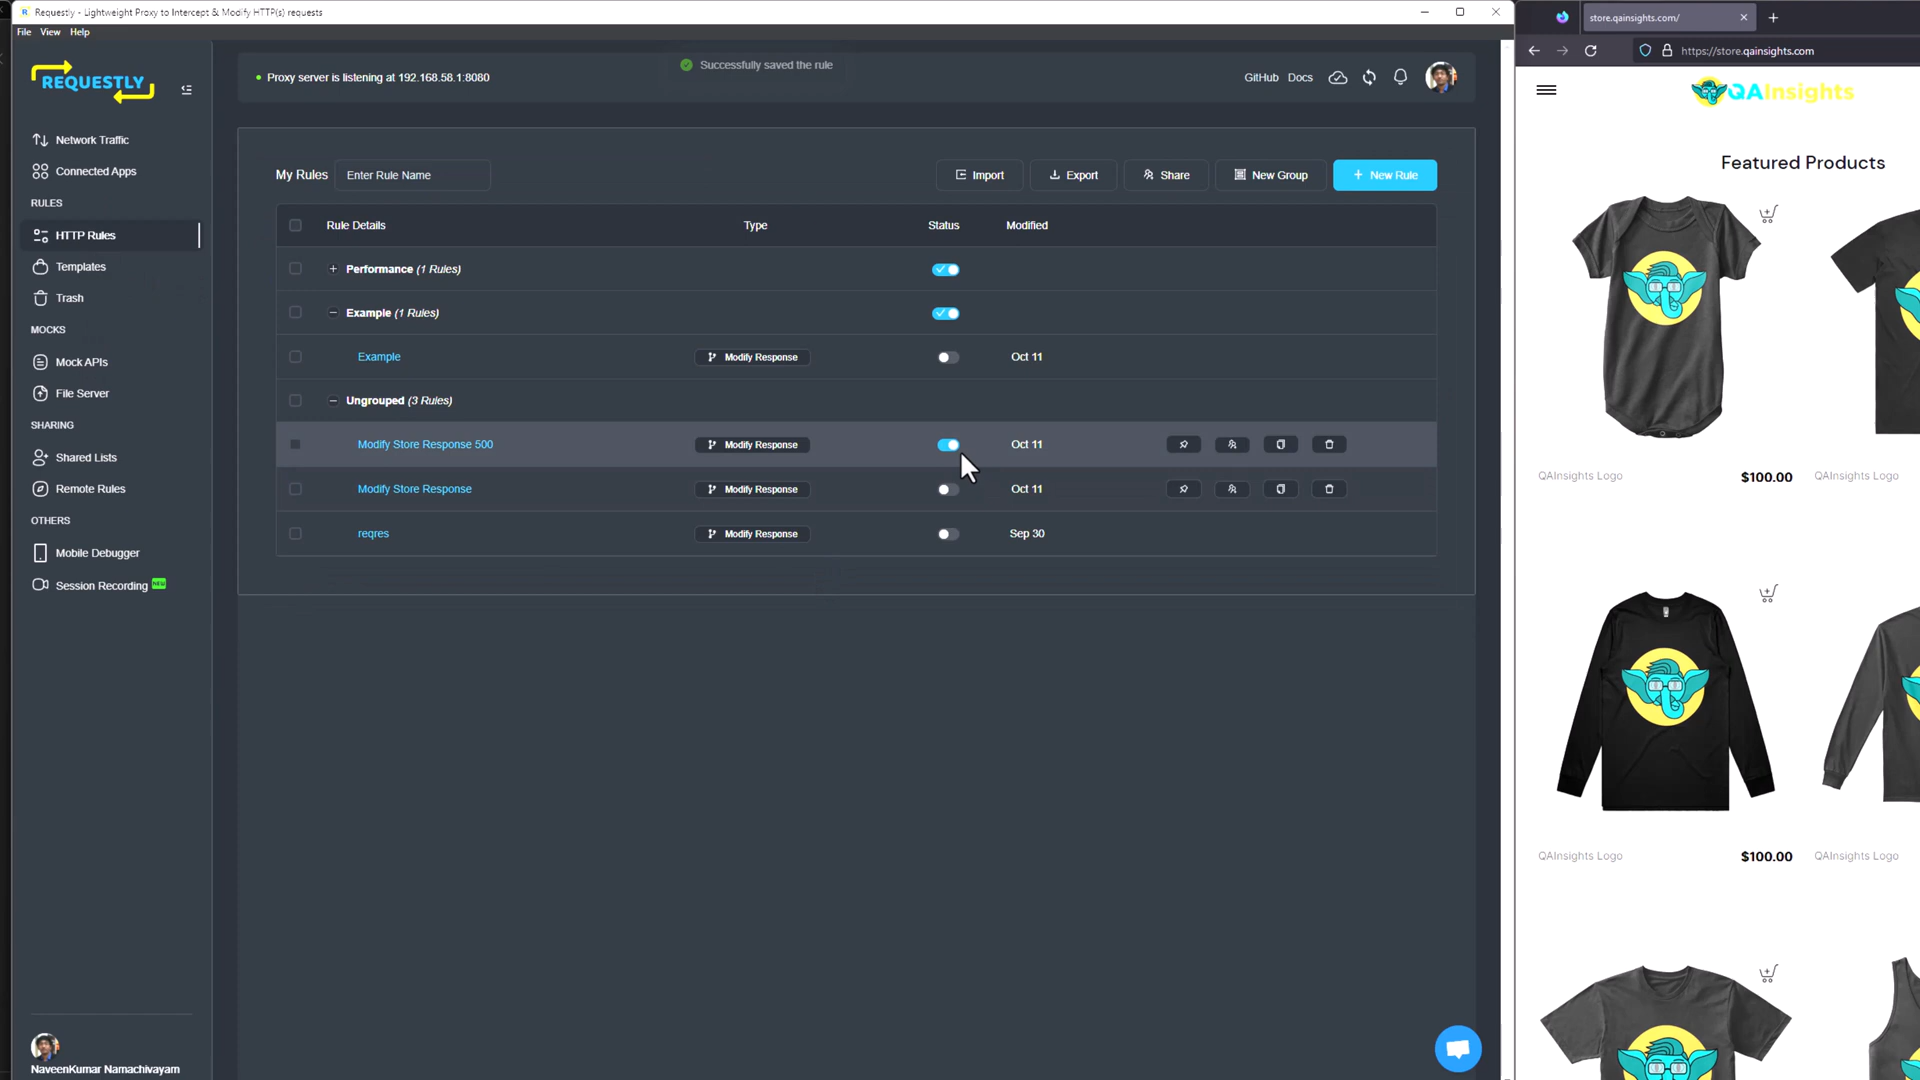 Requestly - Lightweight Proxy to Intercept & Modify HTTP(s) requests
File View Help
REQUESTLY
Network Traffic
Connected Apps
RULES
HTTP Rules
Templates
Trash
MOCKS
Mock APIs
File Server
SHARING
Shared Lists
Remote Rules
OTHERS
Mobile Debugger
Session Recording NEW
NaveenKumar Namachivayam
Proxy server is listening at 192.168.58.1:8080
Successfully saved the rule
GitHub Docs
My Rules Enter Rule Name Import Export Share New Group + New Rule
Rule Details Type Status Modified
Performance (1 Rules)
Example (1 Rules)
Example Modify Response Oct 11
Ungrouped (3 Rules)
Modify Store Response 500 Modify Response Oct 11
Modify Store Response Modify Response Oct 11
reqres Modify Response Sep 30
store.qainsights.com/
https://store.qainsights.com
QAInsights
Featured Products
QAInsights Logo $100.00 QAInsights Logo
QAInsights Logo $100.00 QAInsights Logo